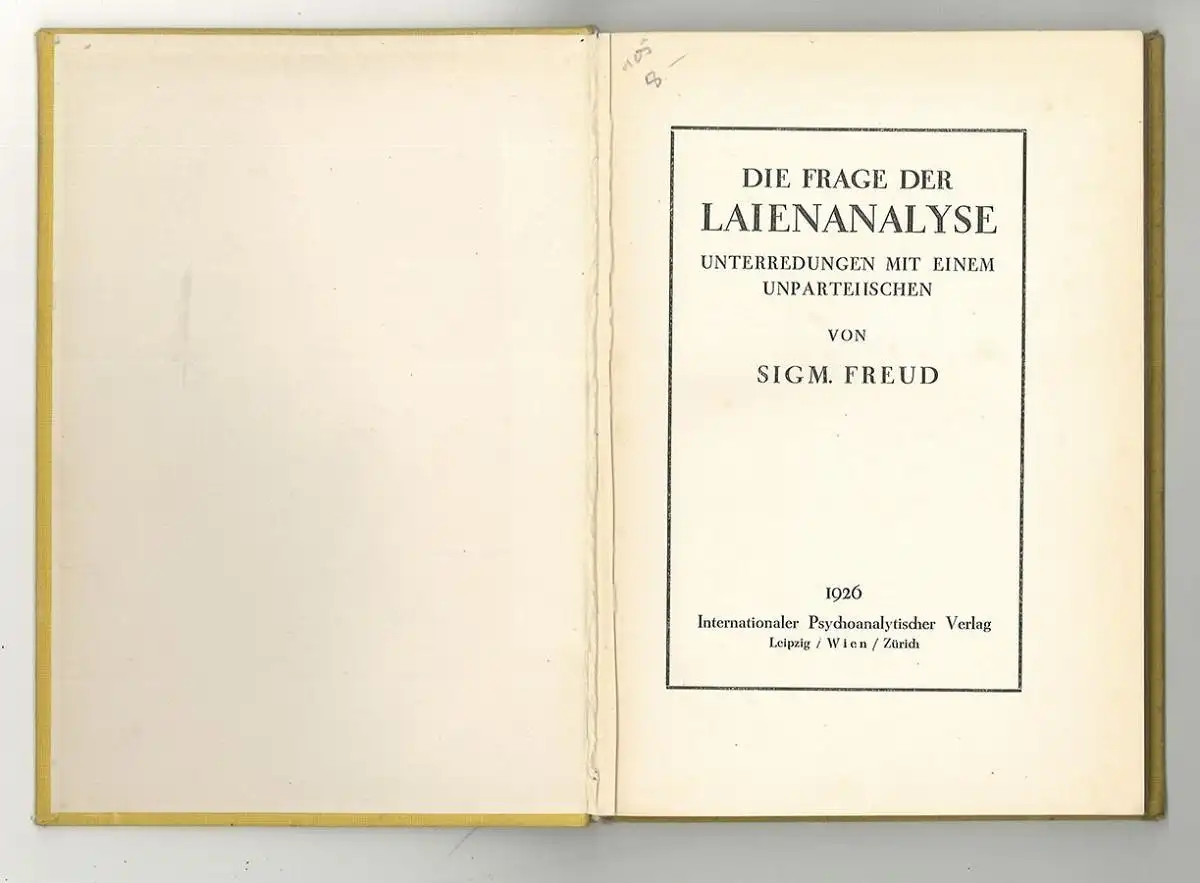 DIE FRAGE DER
LAIENANALYSE
UNTERREDUNGEN MIT EINEM
UNPARTEIISCHEN
VON
SIGM. FREUD
1926
Internationaler Psychoanalytischer Verlag
Leipzig / Wien / Zürich